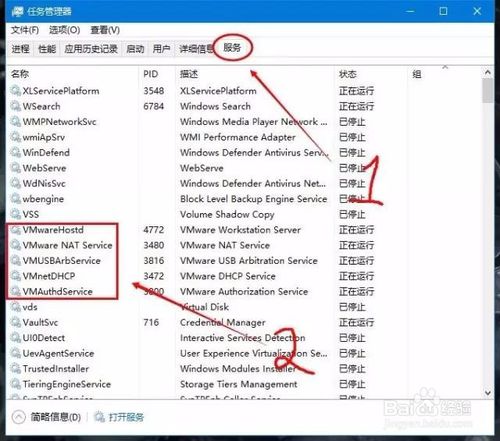 任务管理器
文件(F) 选项(O) 查看(V)
进程 性能 应用历史记录 启动 用户 详细信息 服务
名称 PID 描述 状态 组
XLServicePlatform 3548 XLServicePlatform 正在运行
WSearch 6784 Windows Search 正在运行
WMPNetworkSvc Windows Media Player Network... 已停止
wmiApSrv WMI Performance Adapter 已停止
WinDefend Windows Defender Antivirus Serv... 已停止
WebServe WebServe 已停止
WdNisSvc Windows Defender Antivirus Net... 已停止
wbengine Block Level Backup Engine Service 已停止
VSS Volume Shadow Copy 已停止
VMwareHostd 4772 VMware Workstation Server 正在运行
VMware NAT Service 3480 VMware NAT Service 正在运行
VMUSBArbService 3816 VMware USB Arbitration Service 正在运行
VMnetDHCP 3472 VMware DHCP Service 正在运行
VMAuthdService VMware Authorization Service 正在运行
vds Virtual Disk 已停止
VaultSvc 716 Credential Manager 正在运行
UI0Detect Interactive Services Detection 已停止
UevAgentService User Experience Virtualization Se... 已停止
TrustedInstaller Windows Modules Installer 已停止
TieringEngineService Storage Tiers Management 已停止
1
2
简略信息(D) 打开服务
Baidu 经验